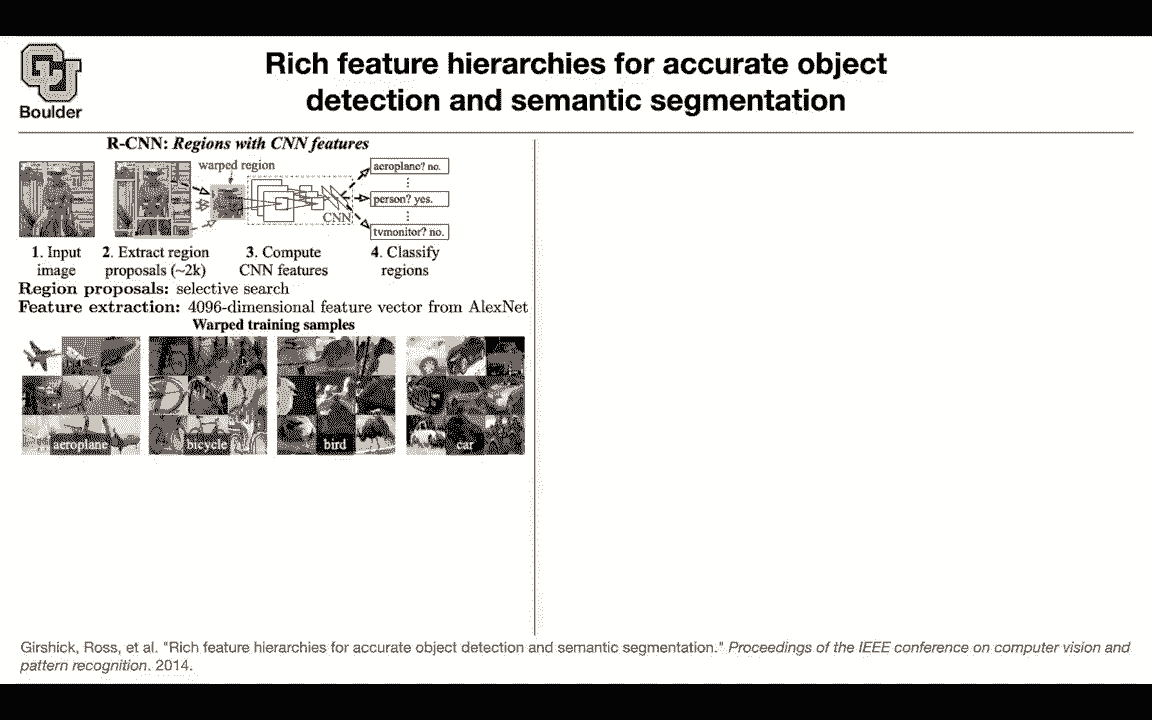 Boulder
Rich feature hierarchies for accurate object
detection and semantic segmentation
R-CNN: Regions with CNN features
warped region
aeroplane? no.
person? yes.
tvmonitor? no.
CNN
1. Input
image
2. Extract region
proposals (~2k)
3. Compute
CNN features
4. Classify
regions
Region proposals: selective search
Feature extraction: 4096-dimensional feature vector from AlexNet
Warped training samples
aeroplane
bicycle
bird
car
Girshick, Ross, et al. "Rich feature hierarchies for accurate object detection and semantic segmentation." Proceedings of the IEEE conference on computer vision and
pattern recognition. 2014.